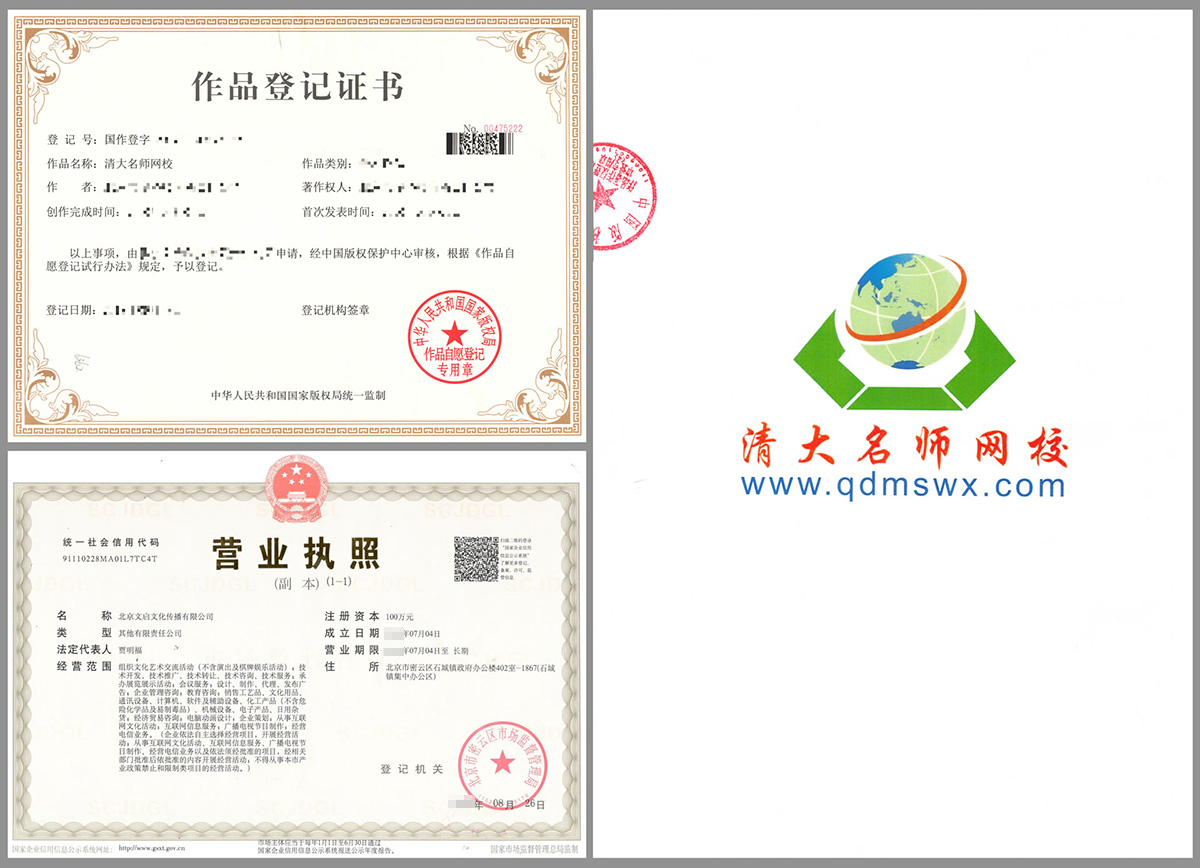 作品登记证书
No. 00475222
登 记 号：国作登字
作品名称：清大名师网校
作品类别：
作 者：
著作权人：
创作完成时间：
首次发表时间：
以上事项，由
申请，经中国版权保护中心审核，根据《作品自
愿登记试行办法》规定，予以登记。
登记日期：
登记机构签章
中华人民共和国国家版权局
作品自愿登记
专用章
中华人民共和国国家版权局统一监制
统一社会信用代码
91110228MA01L7TC4T
营业执照
(副 本) (1-1)
扫描二维码登录
“国家企业信用
信息公示系统”
了解更多登记、
备案、许可、监
管信息
名 称 北京文启文化传播有限公司
类 型 其他有限责任公司
法定代表人 贾明福
经营范围 组织文化艺术交流活动（不含演出及棋牌娱乐活动）；技
术开发、技术推广、技术转让、技术咨询、技术服务；承
办展览展示活动；会议服务；设计、制作、代理、发布广
告；企业管理咨询；教育咨询；销售工艺品、文化用品、
通讯设备、计算机、软件及辅助设备、化工产品（不含危
险化学品及易制毒品）、机械设备、电子产品、日用杂
货；经济贸易咨询；电脑动画设计；企业策划；从事互联
网文化活动；互联网信息服务；广播电视节目制作；经营
电信业务。（企业依法自主选择经营项目，开展经营活
动；从事互联网文化活动、互联网信息服务、广播电视节
目制作、经营电信业务以及依法须经批准的项目，经相关
部门批准后依批准的内容开展经营活动；不得从事本市产
业政策禁止和限制类项目的经营活动。）
注册资本 100万元
成立日期 年07月04日
营业期限 年07月04日至 长期
住 所 北京市密云区石城镇政府办公楼402室-1867(石城
镇集中办公区)
登记机关
北京市密云区市场监督管理局
年 08月 26日
国家企业信用信息公示系统网址： http://www.gsxt.gov.cn
市场主体应当于每年1月1日至6月30日通过
国家企业信用信息公示系统报送公示年度报告。
国家市场监督管理总局监制
中国版权
清大名师网校
www.qdmswx.com